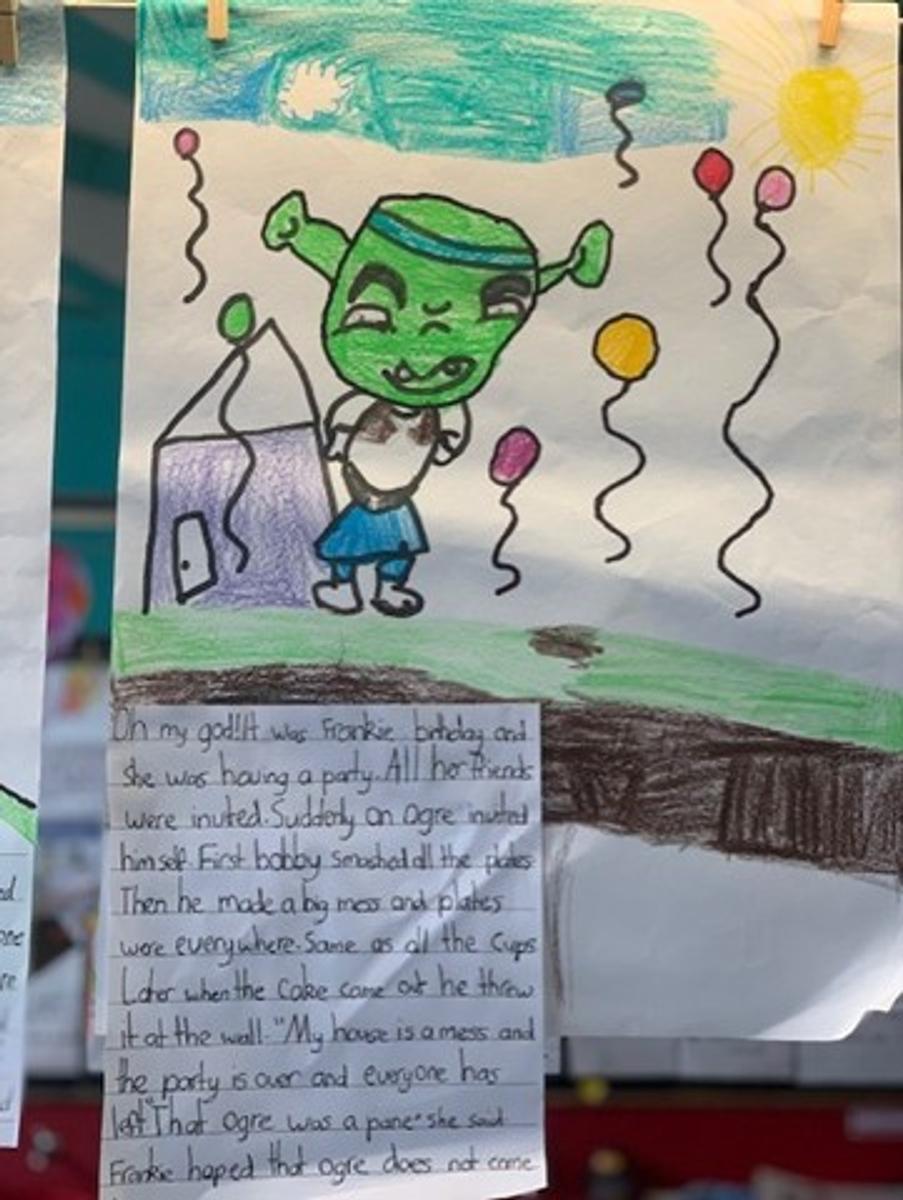 Oh my god!It was Frankie birthday and
she was having a party. All her friends
were invited. Suddenly an Ogre invited
himself. First bobby smashed all the plates
Then he made a big mess and plates
were everywhere. Same as all the cups
Later when the cake came out he threw
it at the wall. "My house is a mess and
the party is over and everyone has
left" "That ogre was a pane" she said
Frankie hoped that ogre does not come